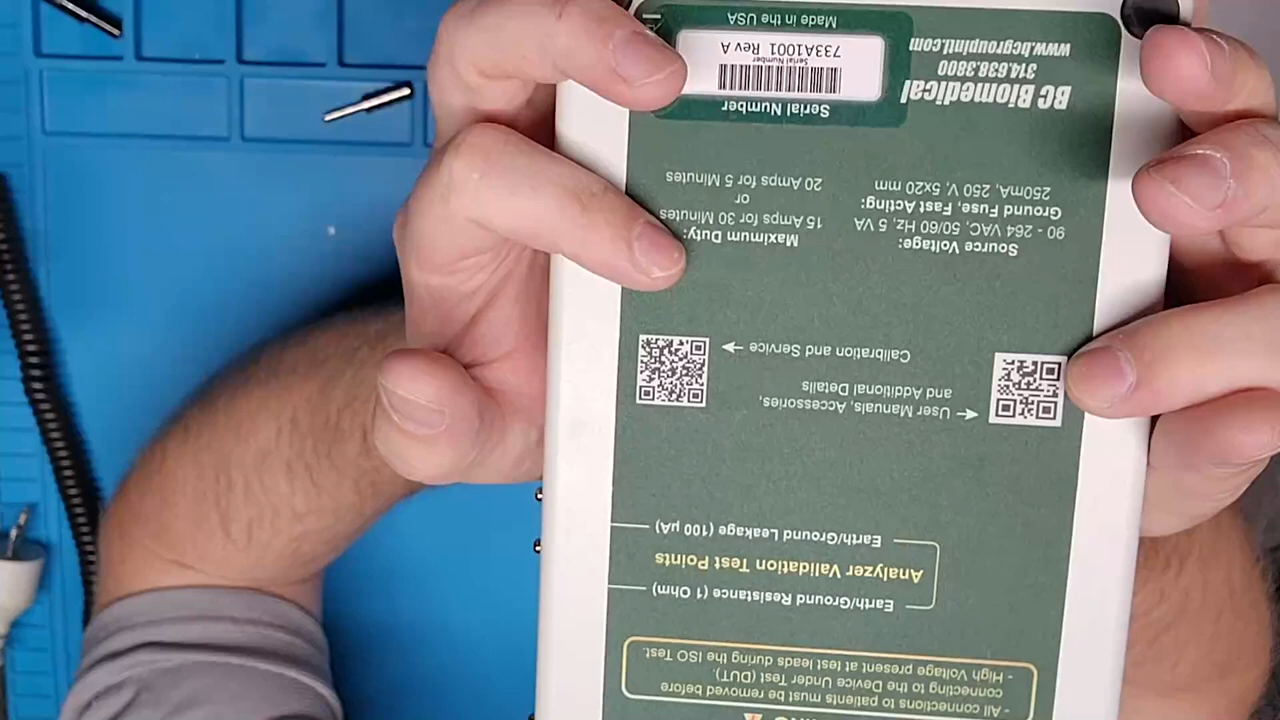 - All connections to patients must be removed before
connecting to the Device Under Test (DUT).
- High Voltage present at test leads during the ISO Test.
Earth/Ground Resistance (1 Ohm)
Analyzer Validation Test Points
Earth/Ground Leakage (100 µA)
← User Manuals, Accessories,
and Additional Details
Calibration and Service →
Source Voltage:
90 - 264 VAC, 50/60 Hz, 5 VA
Ground Fuse, Fast Acting:
250mA, 250 V, 5x20 mm
Maximum Duty:
15 Amps for 30 Minutes
or
20 Amps for 5 Minutes
BC Biomedical
314.638.3800
www.bcgroupintl.com
Serial Number
Serial Number
733A1001 Rev A
Made in the USA